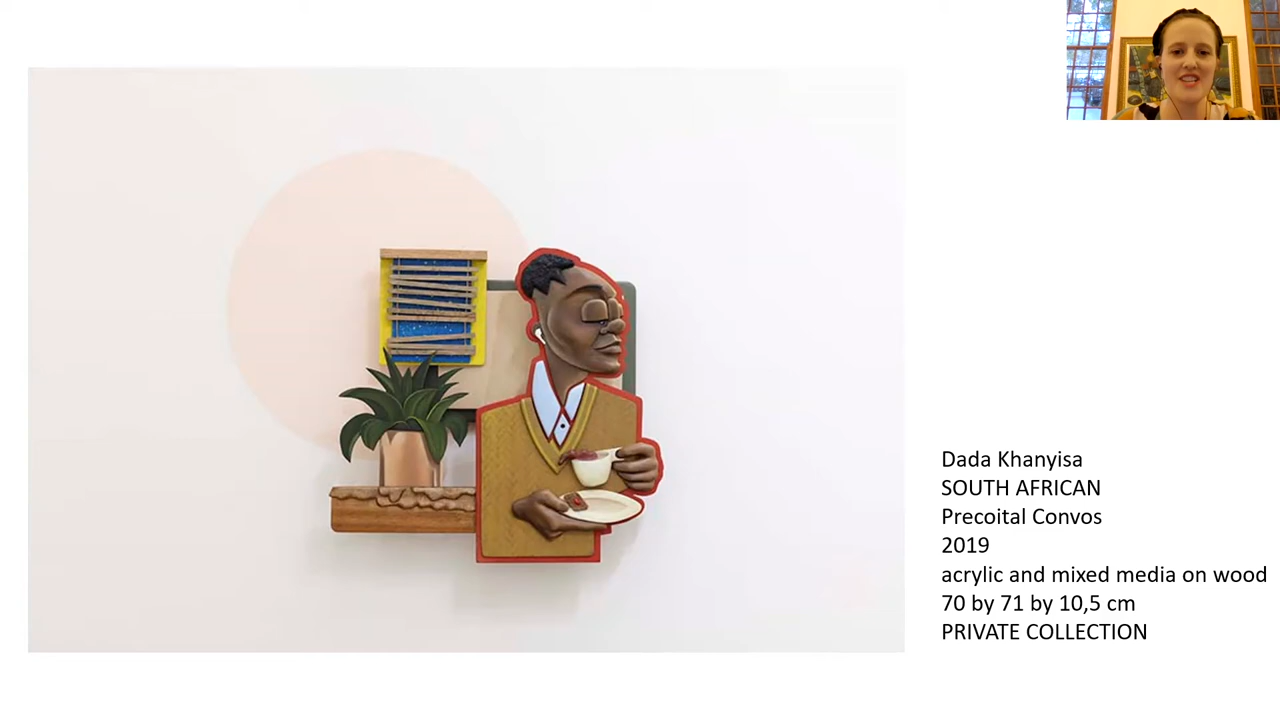 Dada Khanyisa
SOUTH AFRICAN
Precoital Convos
2019
acrylic and mixed media on wood
70 by 71 by 10,5 cm
PRIVATE COLLECTION